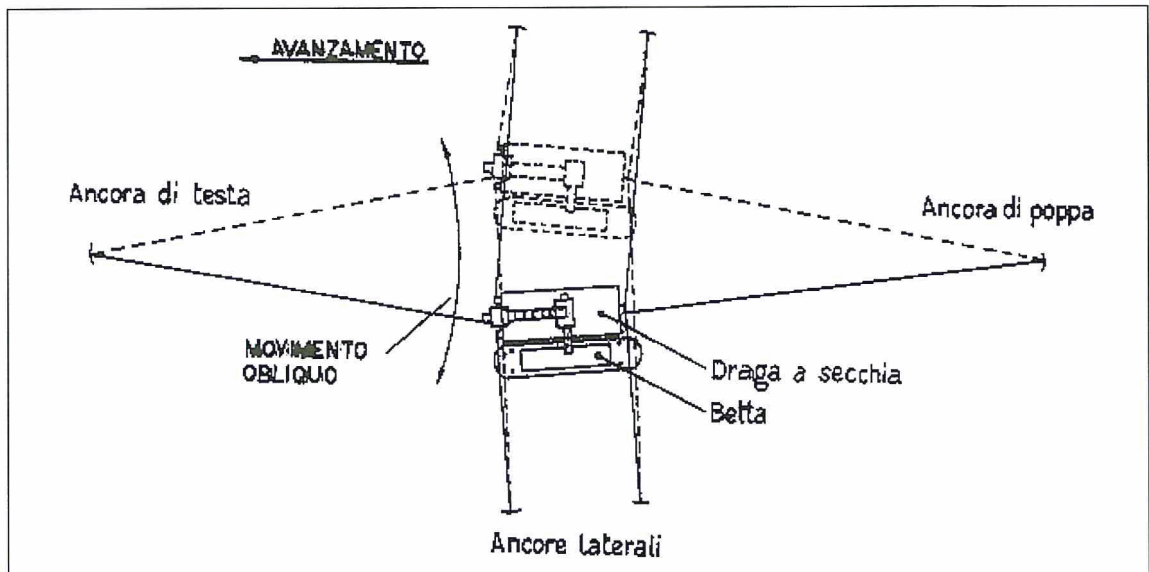 AVANZAMENTO
Ancora di testa
Ancora di poppa
MOVIMENTO
OBLIQUO
Draga a secchia
Betta
Ancore laterali